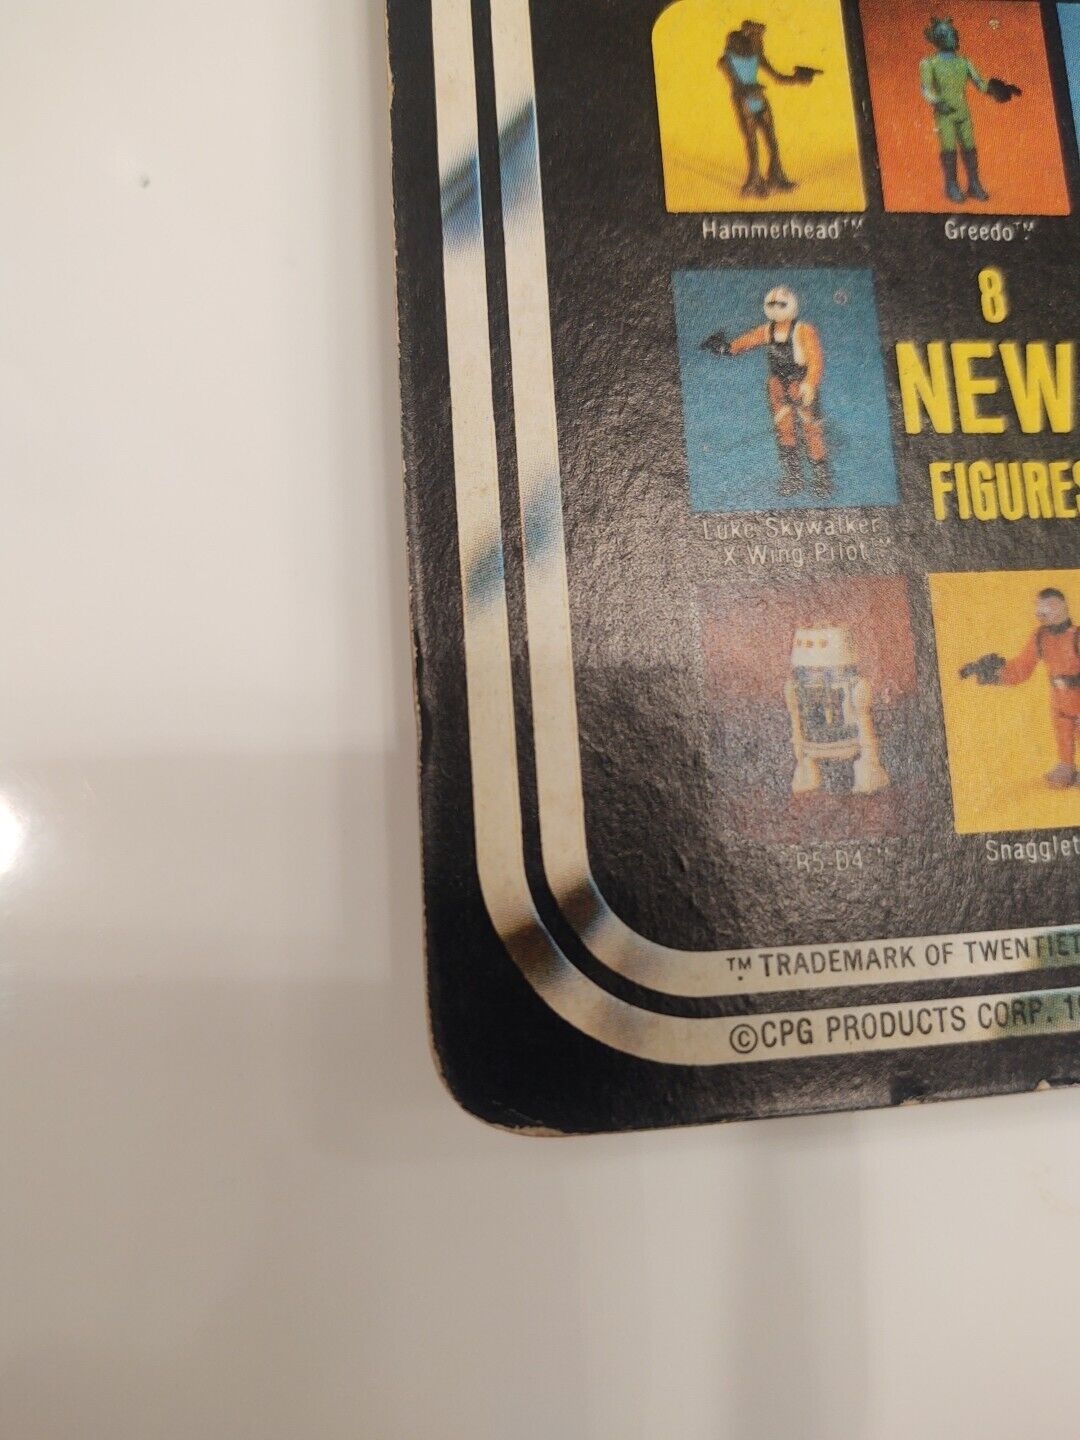 Hammerhead™ Greedo™
8
NEW
FIGURES
Luke Skywalker
X Wing Pilot™
R5-D4™ Snagglet
™ TRADEMARK OF TWENTIET
©CPG PRODUCTS CORP. 1